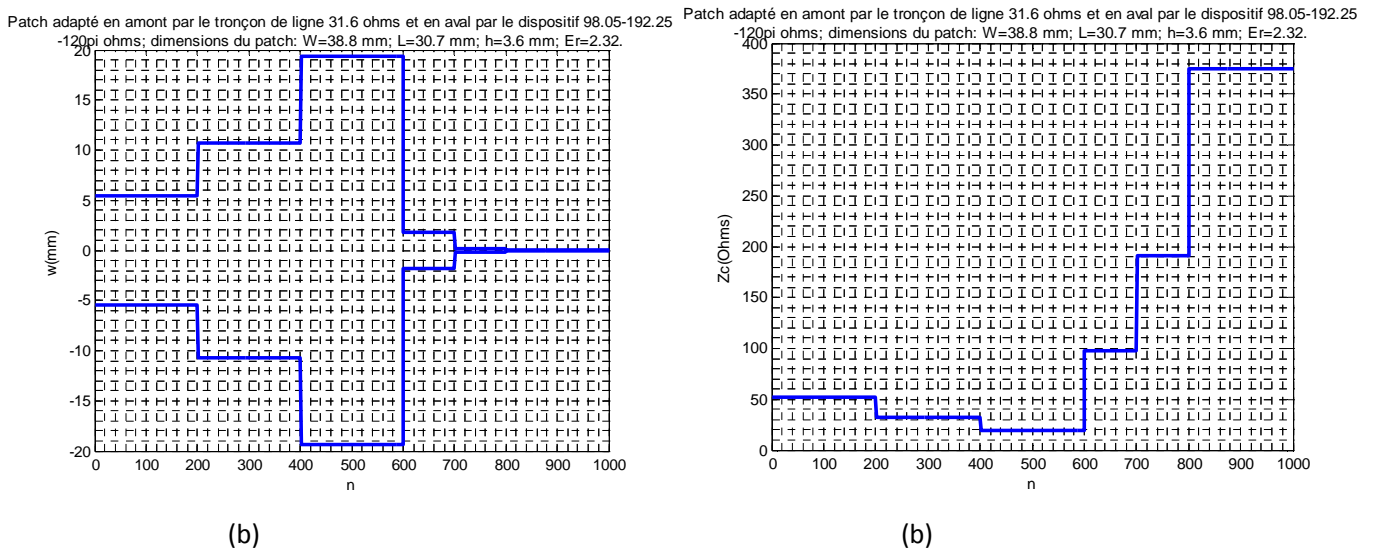 Patch adapté en amont par le tronçon de ligne 31.6 ohms et en aval par le dispositif 98.05-192.25
-120pi ohms; dimensions du patch: W=38.8 mm; L=30.7 mm; h=3.6 mm; Er=2.32.
20
15
10
5
0
-5
-10
-15
-20
w(mm)
0 100 200 300 400 500 600 700 800 900 1000
n
(b)
Patch adapté en amont par le tronçon de ligne 31.6 ohms et en aval par le dispositif 98.05-192.25
-120pi ohms; dimensions du patch: W=38.8 mm; L=30.7 mm; h=3.6 mm; Er=2.32.
400
350
300
250
200
150
100
50
0
Zc(Ohms)
0 100 200 300 400 500 600 700 800 900 1000
n
(b)